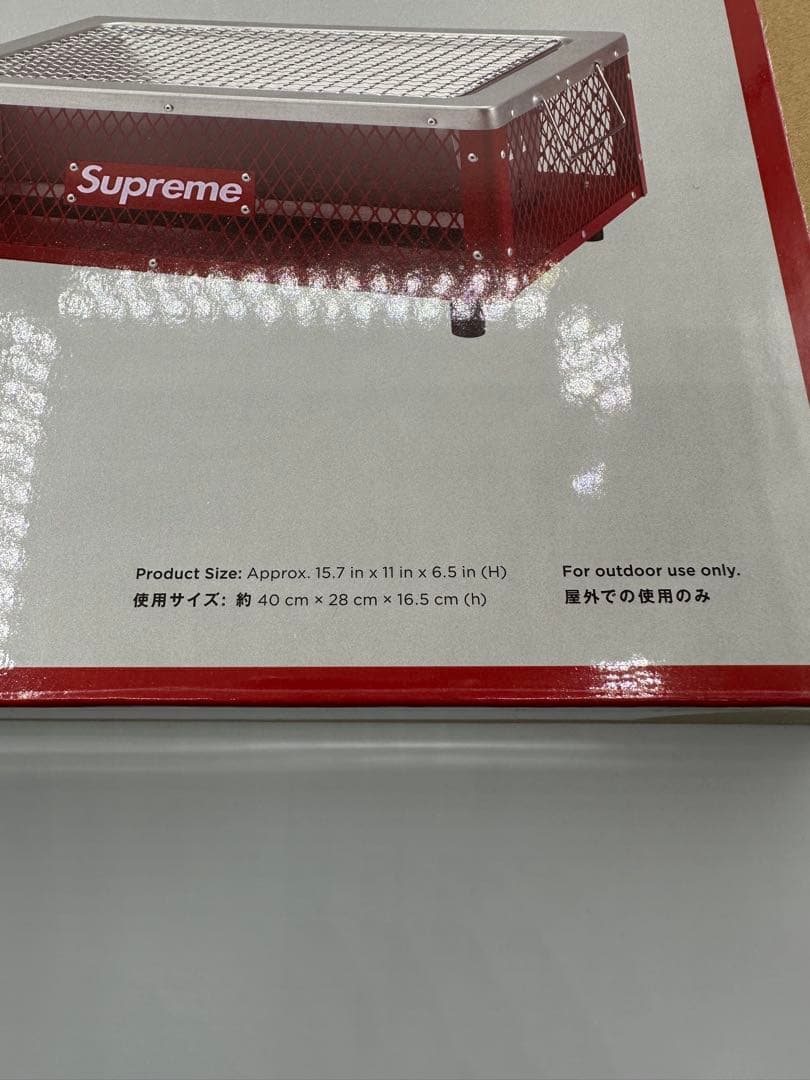 Supreme
Product Size: Approx. 15.7 in x 11 in x 6.5 in (H)
使用サイズ: 約 40 cm × 28 cm × 16.5 cm (h)
For outdoor use only.
屋外での使用のみ